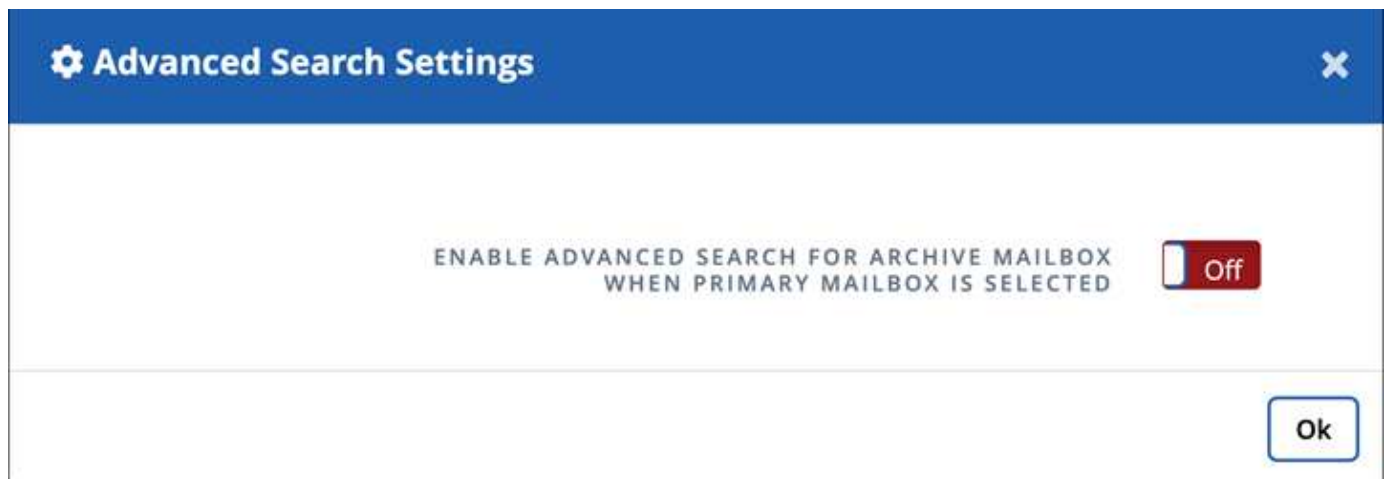 Advanced Search Settings
ENABLE ADVANCED SEARCH FOR ARCHIVE MAILBOX
WHEN PRIMARY MAILBOX IS SELECTED
Off
Ok